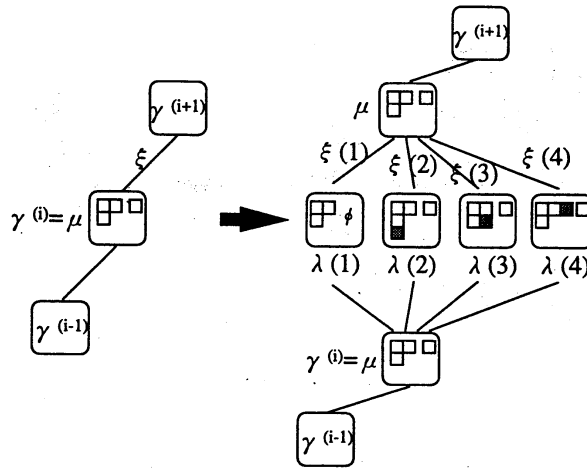 γ (i+1)
γ (i+1)
μ
ξ
ξ (1) ξ (2) ξ (3) ξ (4)
γ (i)= μ
φ
λ (1) λ (2) λ (3) λ (4)
γ (i-1)
γ (i)= μ
γ (i-1)